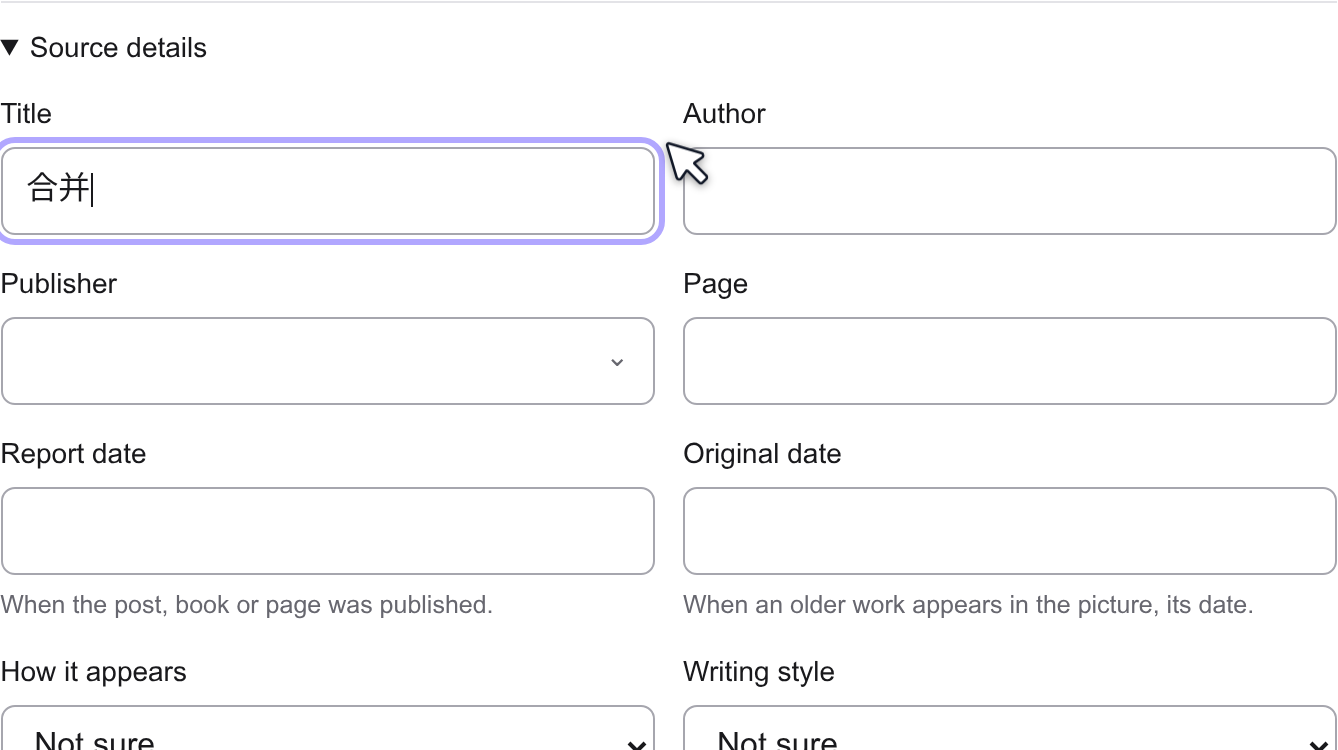 Source details
Title
Author
合并
Publisher
Page
Report date
Original date
When the post, book or page was published.
When an older work appears in the picture, its date.
How it appears
Writing style
Not sure
Not sure